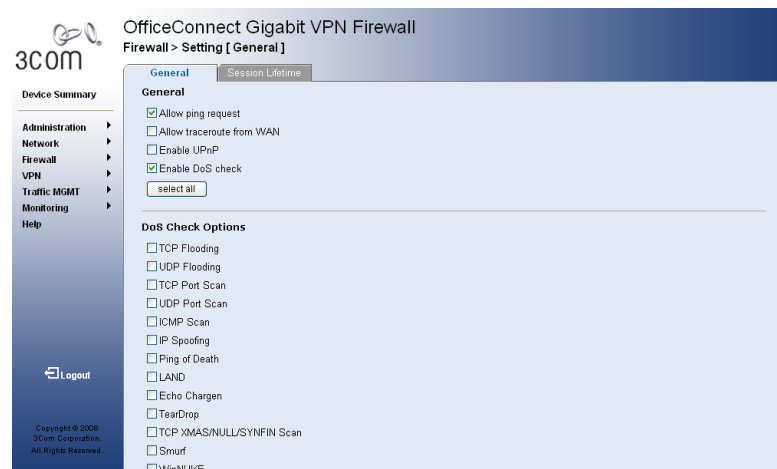 3COM
OfficeConnect Gigabit VPN Firewall
Firewall > Setting [ General ]
General
Session Lifetime
Device Summary
Administration
Network
Firewall
VPN
Traffic MGMT
Monitoring
Help
Logout
Copyright © 2008
3Com Corporation.
All Rights Reserved.
General
Allow ping request
Allow traceroute from WAN
Enable UPnP
Enable DoS check
select all
DoS Check Options
TCP Flooding
UDP Flooding
TCP Port Scan
UDP Port Scan
ICMP Scan
IP Spoofing
Ping of Death
LAND
Echo Chargen
TearDrop
TCP XMAS/NULL/SYNFIN Scan
Smurf
WinNUKE